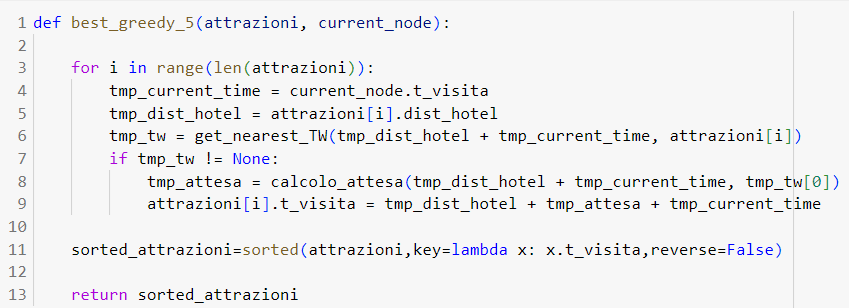 1 def best_greedy_5(attrazioni, current_node):
2
3     for i in range(len(attrazioni)):
4         tmp_current_time = current_node.t_visita
5         tmp_dist_hotel = attrazioni[i].dist_hotel
6         tmp_tw = get_nearest_TW(tmp_dist_hotel + tmp_current_time, attrazioni[i])
7         if tmp_tw != None:
8             tmp_attesa = calcolo_attesa(tmp_dist_hotel + tmp_current_time, tmp_tw[0])
9             attrazioni[i].t_visita = tmp_dist_hotel + tmp_attesa + tmp_current_time
10
11     sorted_attrazioni=sorted(attrazioni,key=lambda x: x.t_visita,reverse=False)
12
13     return sorted_attrazioni